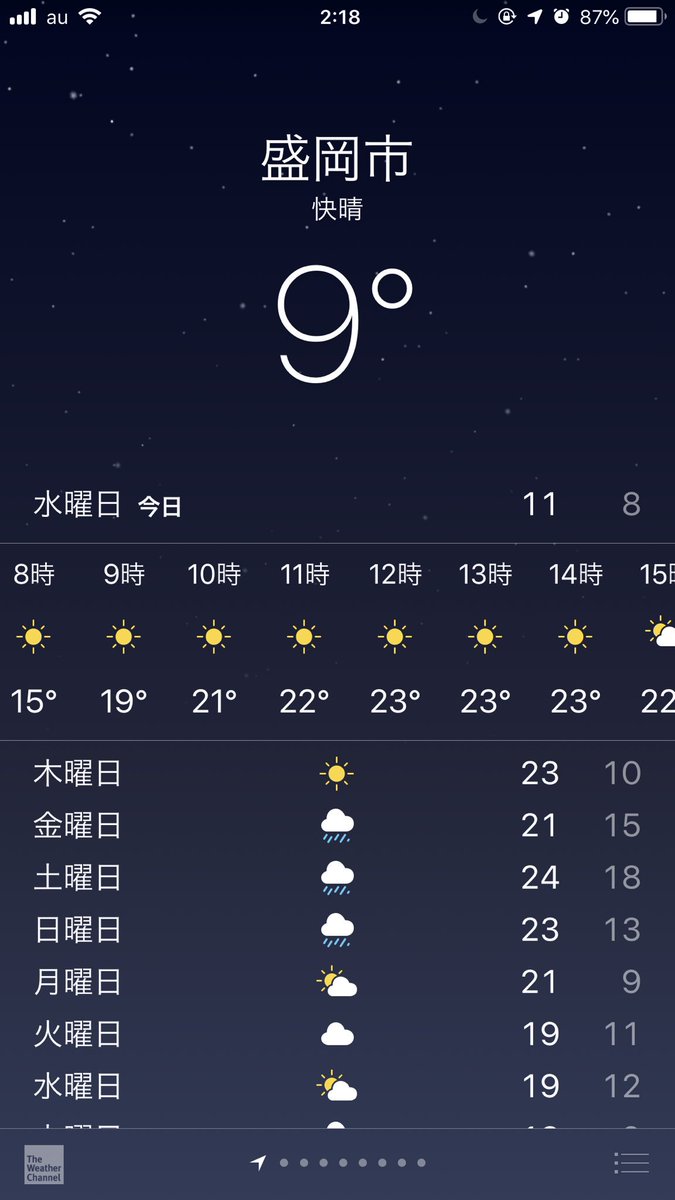 au 2:18 87%
盛岡市
快晴
9°
水曜日 今日 11 8
8時 9時 10時 11時 12時 13時 14時 15時
15° 19° 21° 22° 23° 23° 23° 22
木曜日 23 10
金曜日 21 15
土曜日 24 18
日曜日 23 13
月曜日 21 9
火曜日 19 11
水曜日 19 12
The
Weather
Channel